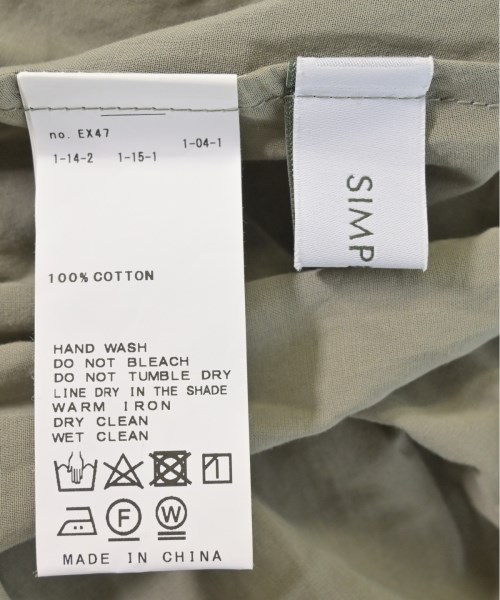 no. EX47
1-04-1
1-14-2 1-15-1
100% COTTON
HAND WASH
DO NOT BLEACH
DO NOT TUMBLE DRY
LINE DRY IN THE SHADE
WARM IRON
DRY CLEAN
WET CLEAN
F W
MADE IN CHINA
SIMP